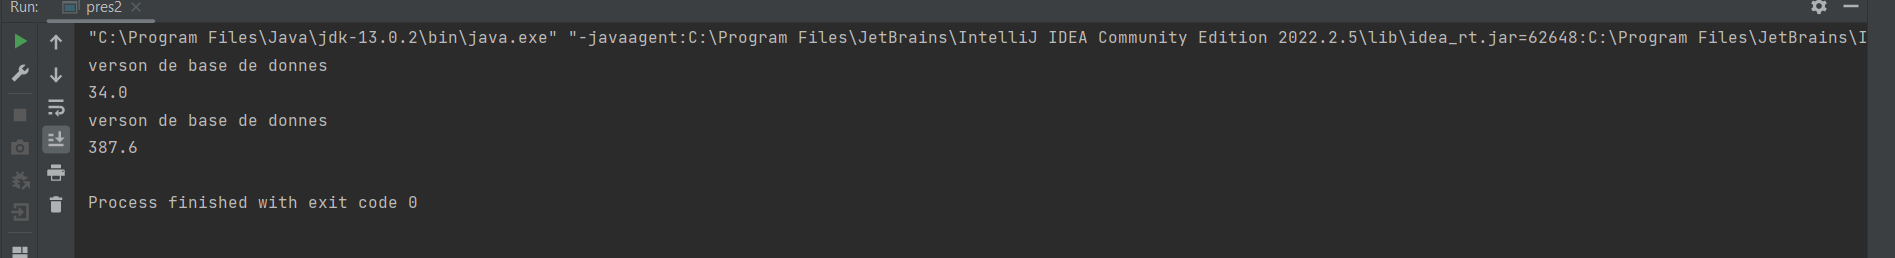 Run: pres2
"C:\Program Files\Java\jdk-13.0.2\bin\java.exe" "-javaagent:C:\Program Files\JetBrains\IntelliJ IDEA Community Edition 2022.2.5\lib\idea_rt.jar=62648:C:\Program Files\JetBrains\I
verson de base de donnes
34.0
verson de base de donnes
387.6
Process finished with exit code 0